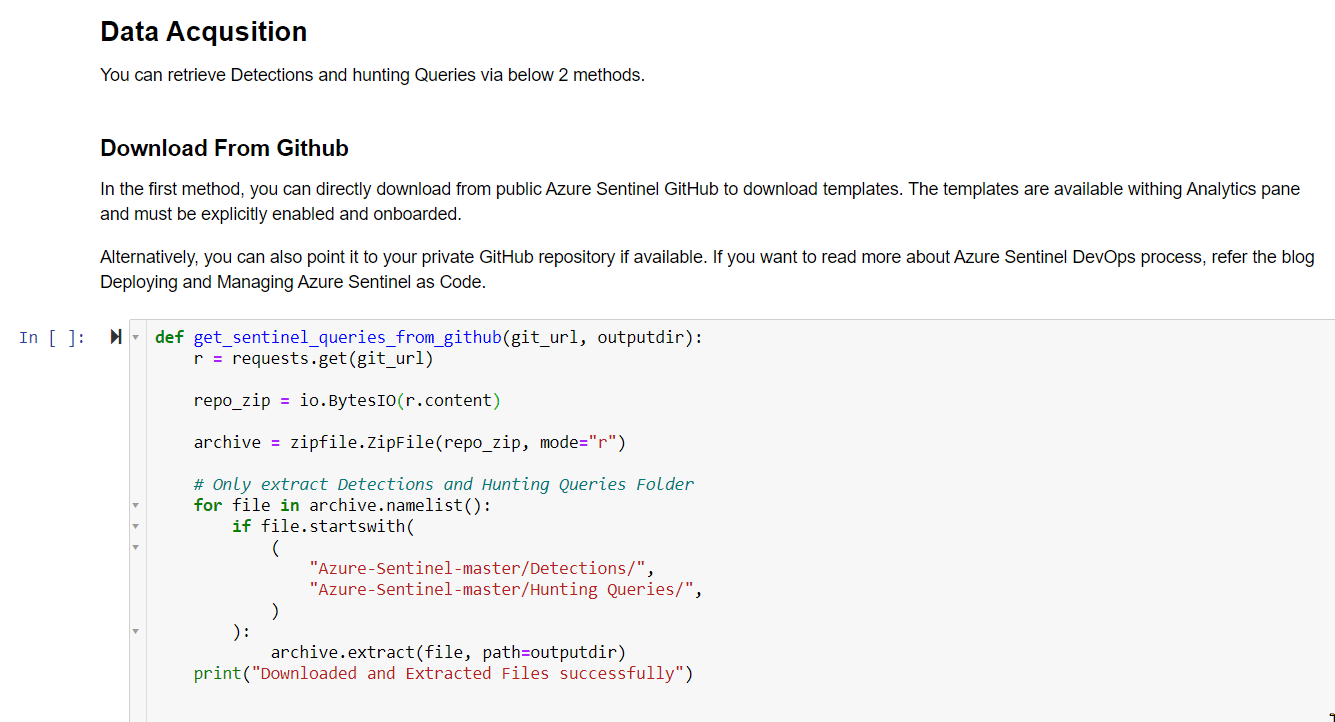 Data Acqusition
You can retrieve Detections and hunting Queries via below 2 methods.
Download From Github
In the first method, you can directly download from public Azure Sentinel GitHub to download templates. The templates are available withing Analytics pane
and must be explicitly enabled and onboarded.
Alternatively, you can also point it to your private GitHub repository if available. If you want to read more about Azure Sentinel DevOps process, refer the blog
Deploying and Managing Azure Sentinel as Code.
In [ ]:
def get_sentinel_queries_from_github(git_url, outputdir):
    r = requests.get(git_url)
    repo_zip = io.BytesIO(r.content)
    archive = zipfile.ZipFile(repo_zip, mode="r")
    # Only extract Detections and Hunting Queries Folder
    for file in archive.namelist():
        if file.startswith(
            (
                "Azure-Sentinel-master/Detections/",
                "Azure-Sentinel-master/Hunting Queries/",
            )
        ):
            archive.extract(file, path=outputdir)
    print("Downloaded and Extracted Files successfully")